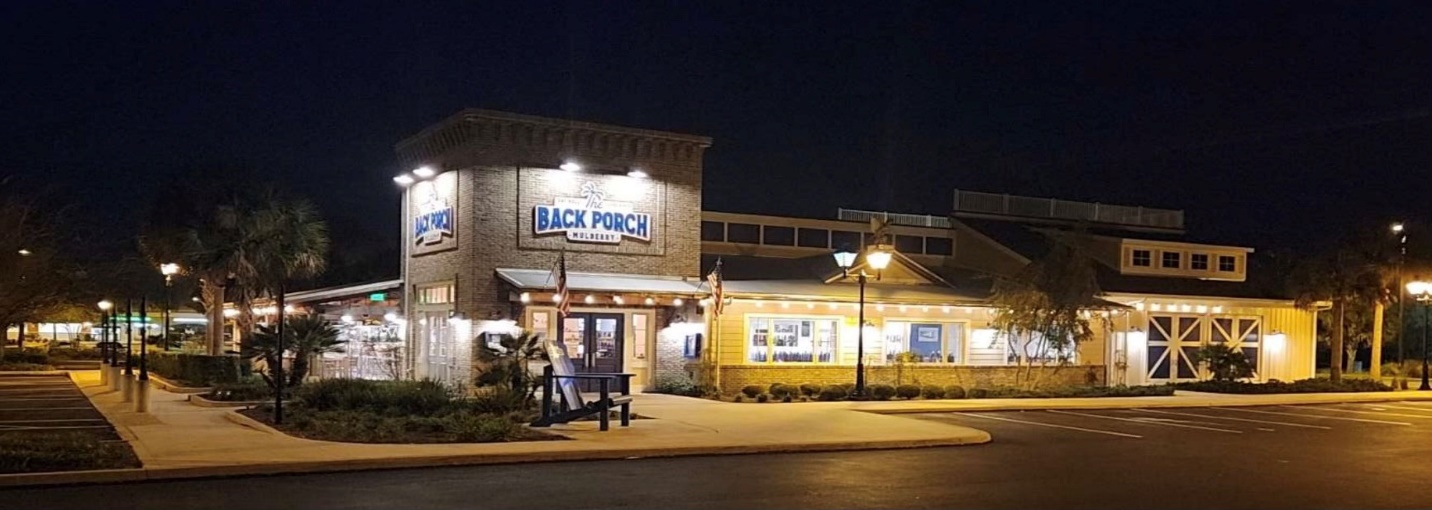 BACK PORCH
The
BACK PORCH
MULBERRY